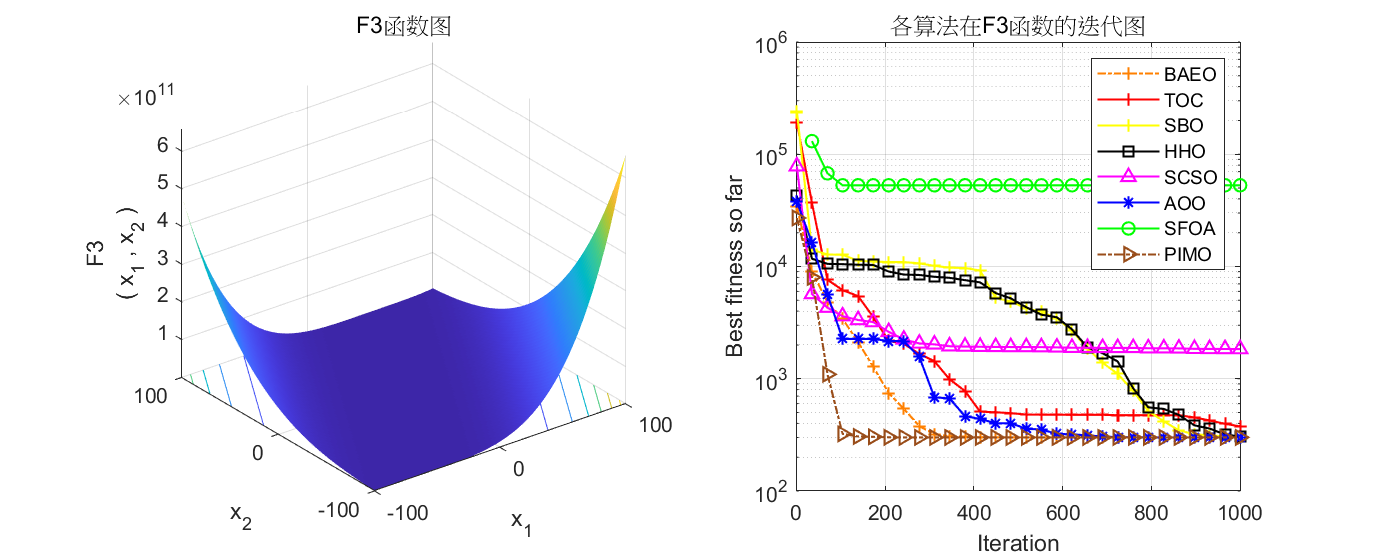 F3函数图
×10^11
6
5
4
3
2
1
F3
( x_1 , x_2 )
100
0
-100
x_2
-100
0
100
x_1
各算法在F3函数的迭代图
10^6
10^5
10^4
10^3
10^2
Best fitness so far
BAEO
TOC
SBO
HHO
SCSO
AOO
SFOA
PIMO
0
200
400
600
800
1000
Iteration